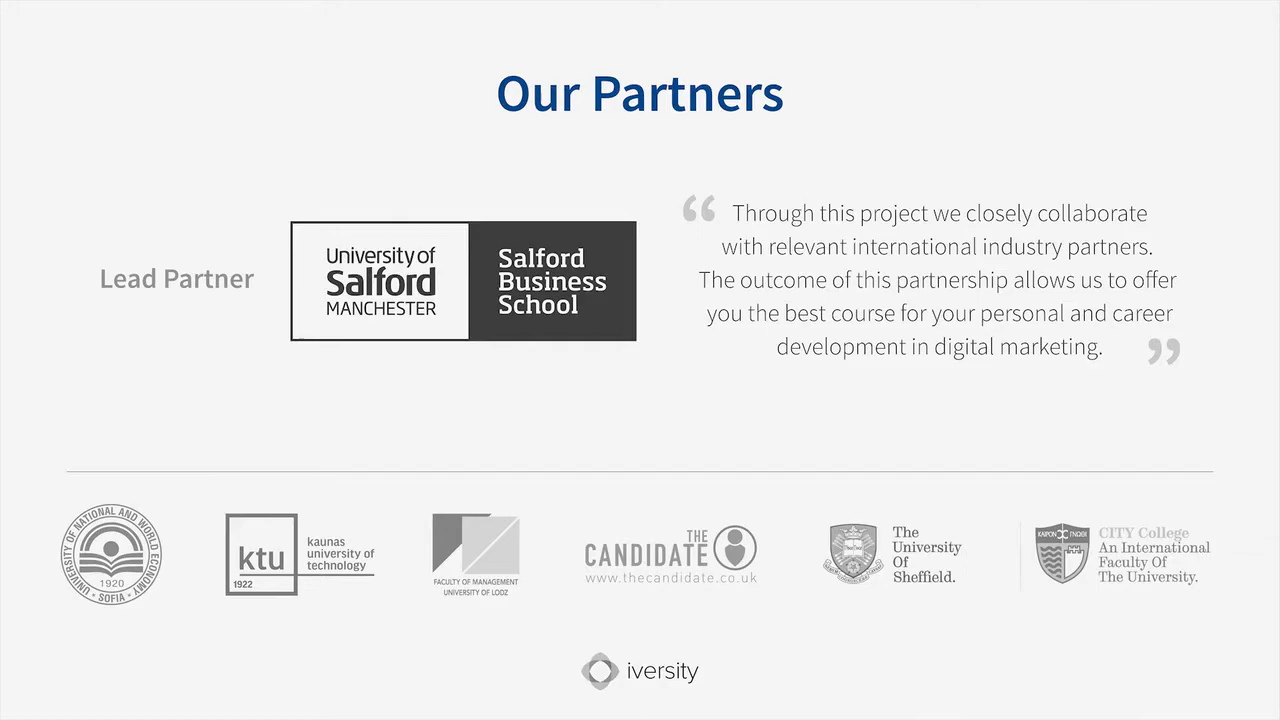 Our Partners
Lead Partner
University of
Salford
MANCHESTER
Salford
Business
School
“ Through this project we closely collaborate
with relevant international industry partners.
The outcome of this partnership allows us to offer
you the best course for your personal and career
development in digital marketing. ”
UNIVERSITY OF NATIONAL AND WORLD ECONOMY
1920
• SOFIA •
ktu
1922
kaunas
university of
technology
FACULTY OF MANAGEMENT
UNIVERSITY OF LODZ
THE
CANDIDATE
www.thecandidate.co.uk
The
University
Of
Sheffield.
CITY College
An International
Faculty Of
The University.
iversity